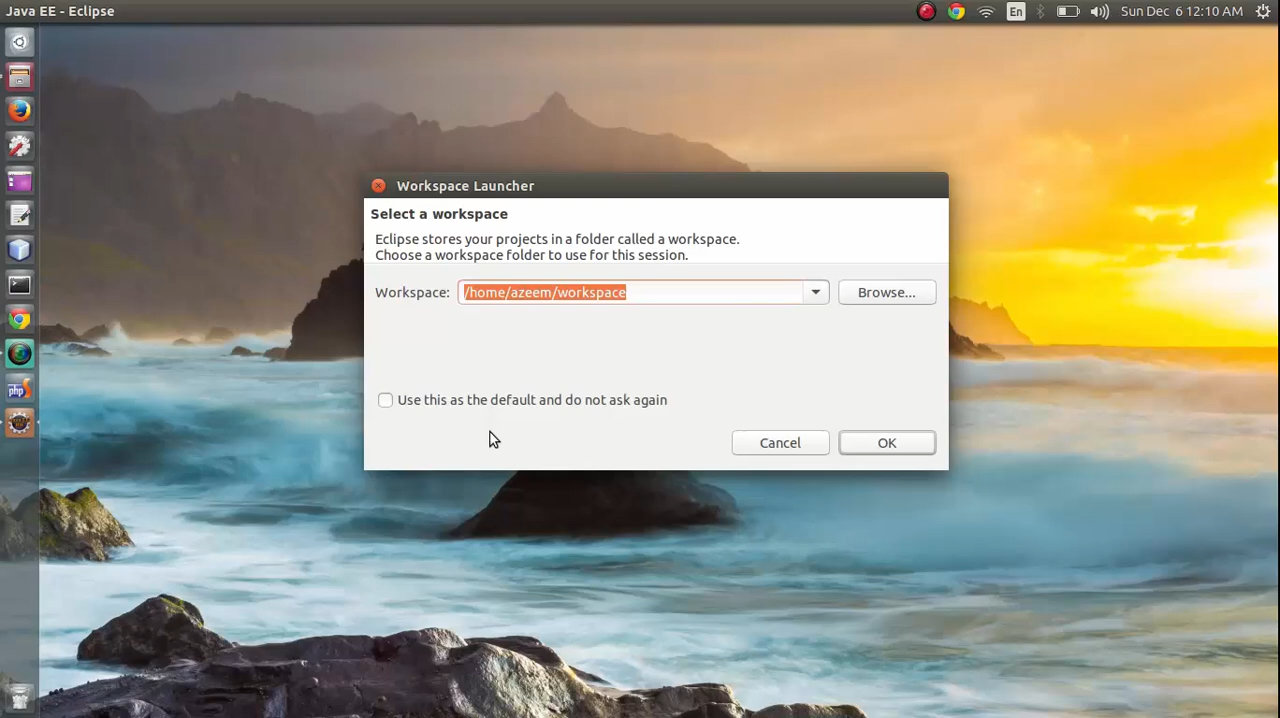 Java EE - Eclipse
En
Sun Dec 6 12:10 AM
Workspace Launcher
Select a workspace
Eclipse stores your projects in a folder called a workspace.
Choose a workspace folder to use for this session.
Workspace: /home/azeem/workspace Browse...
Use this as the default and do not ask again
Cancel OK
php